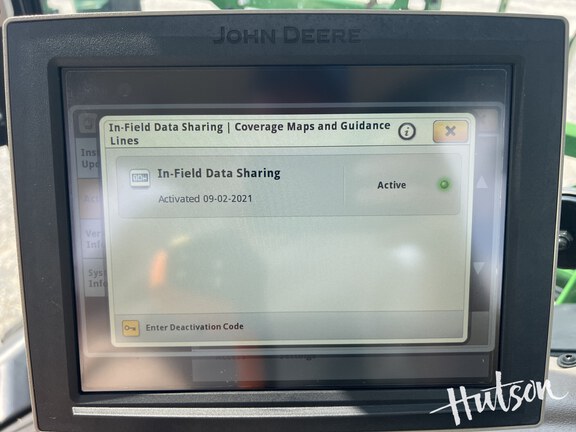 JOHN DEERE
In-Field Data Sharing | Coverage Maps and Guidance
Lines
In-Field Data Sharing
Active
Activated 09-02-2021
Enter Deactivation Code
Hutson